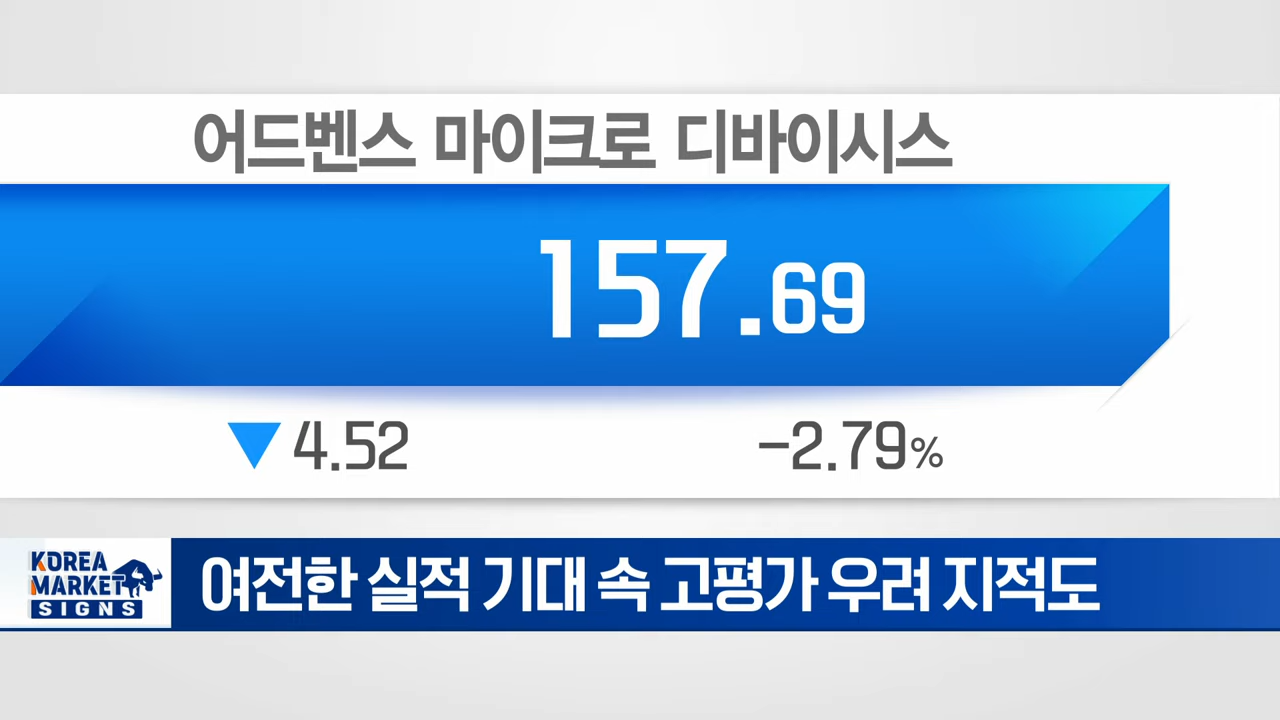 어드벤스 마이크로 디바이시스
157.69
▼4.52 -2.79%
KOREA
MARKET
SIGNS
여전한 실적 기대 속 고평가 우려 지적도